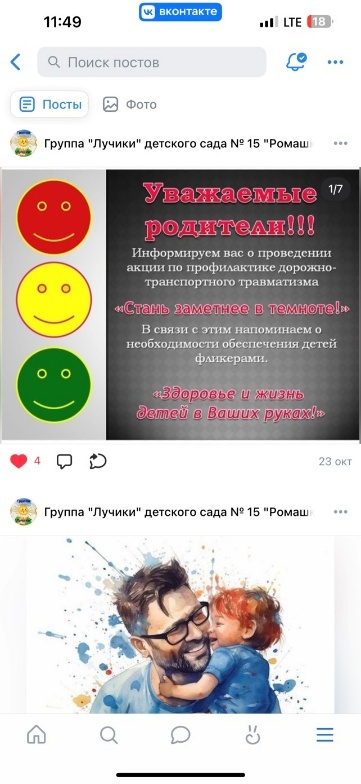 11:49
вконтакте
LTE
18
Поиск постов
Посты
Фото
Группа "Лучики" детского сада № 15 "Ромаш
1/7
Уважаемые
родители!!!
Информируем вас о проведении
акции по профилактике дорожно-
транспортного травматизма
«Стань заметнее в темноте!»
В связи с этим напоминаем о
необходимости обеспечения детей
фликерами.
«Здоровье и жизнь
детей в Ваших руках!»
4
23 окт
Группа "Лучики" детского сада № 15 "Ромаш